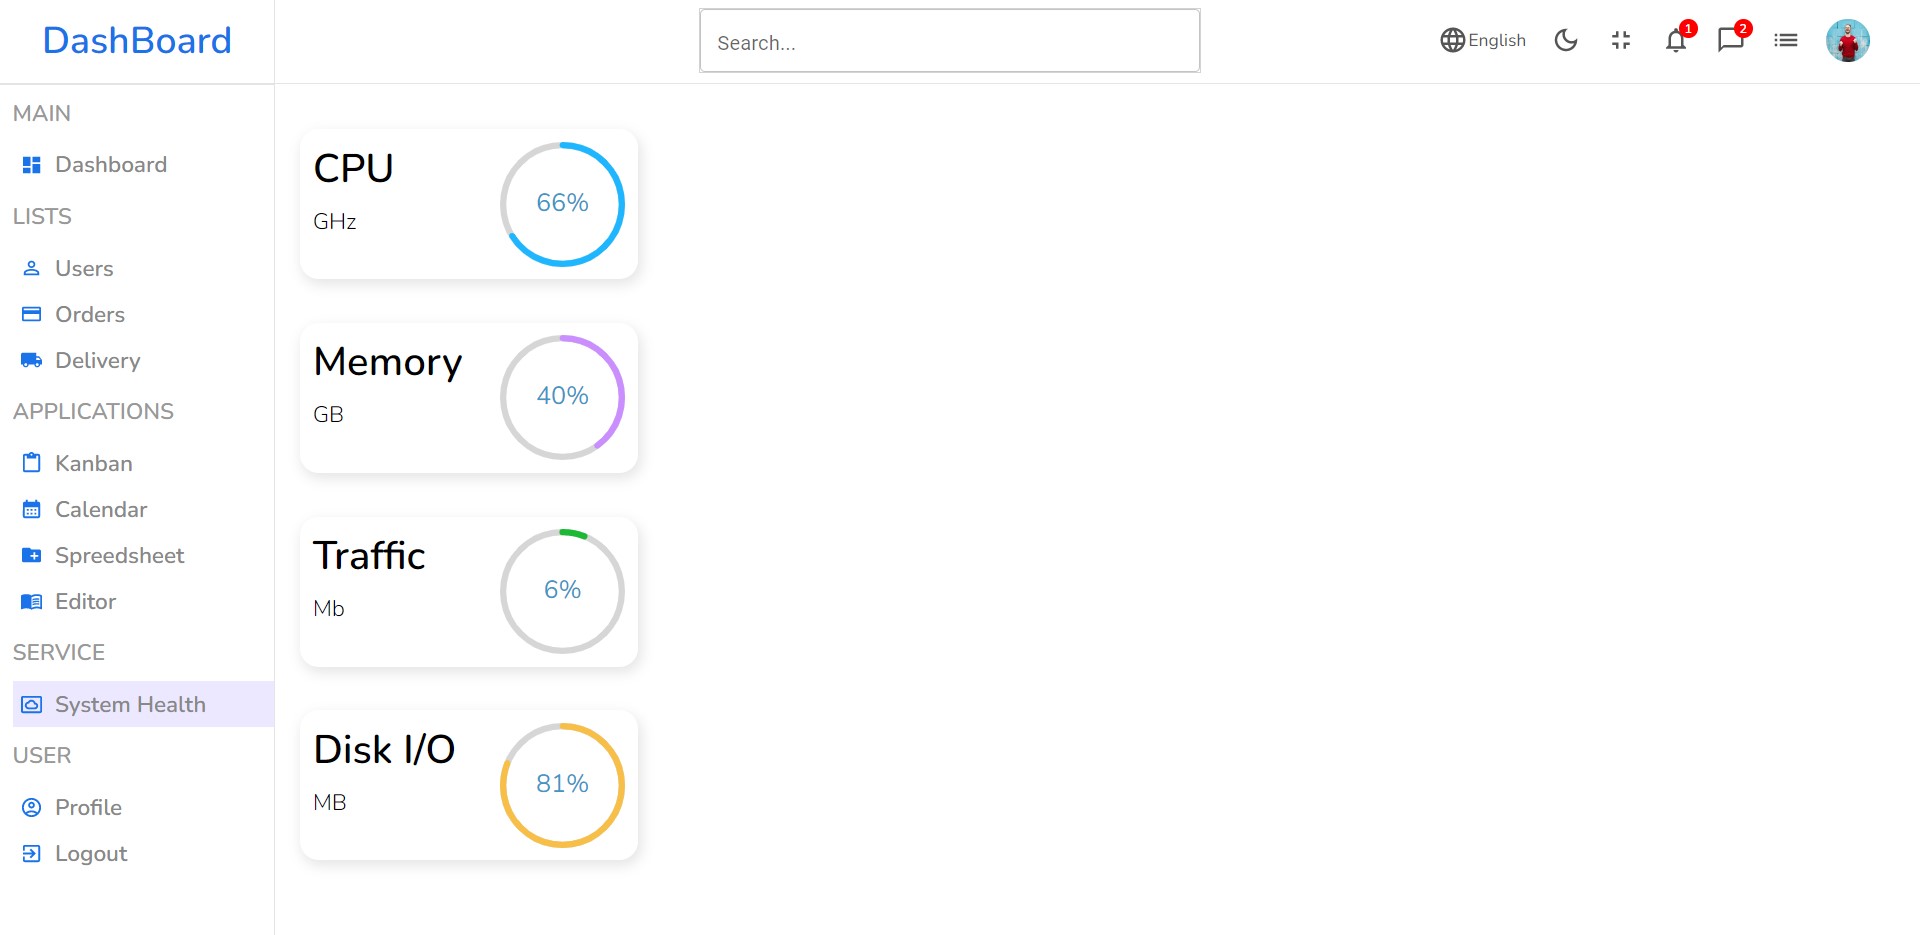 DashBoard
Search...
English
1
2
MAIN
Dashboard
LISTS
Users
Orders
Delivery
APPLICATIONS
Kanban
Calendar
Spreedsheet
Editor
SERVICE
System Health
USER
Profile
Logout
CPU
GHz
66%
Memory
GB
40%
Traffic
Mb
6%
Disk I/O
MB
81%